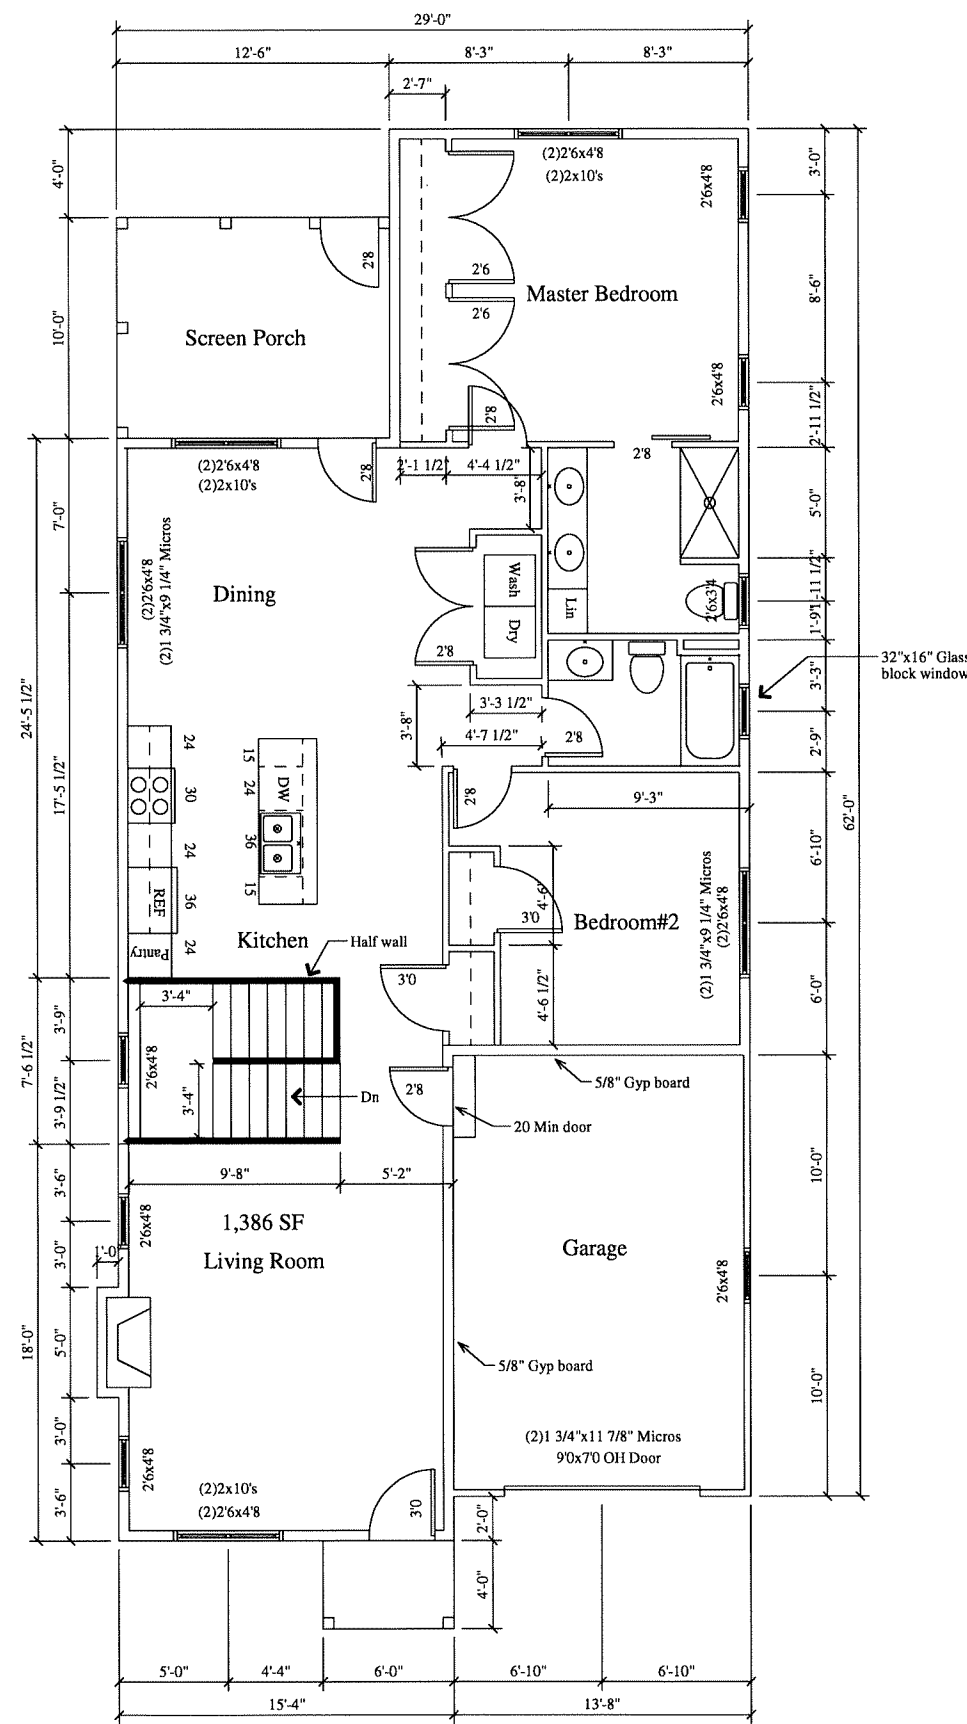 29'-0"
12'-6"
8'-3"
8'-3"
2'-7"
4'-0"
(2)2'6x4'8
(2)2x10's
2'6x4'8
3'-0"
2'8
2'6
Master Bedroom
8'-6"
2'6
10'-0"
Screen Porch
2'6x4'8
2'8
2'-11 1/2"
(2)2'6x4'8
(2)2x10's
2'8
2'-1 1/2"
4'-4 1/2"
2'8
3'-8"
5'-0"
7'-0"
(2)2'6x4'8
(2)1 3/4"x9 1/4" Micros
Dining
Wash
Dry
Lin
2'6x3'4
1'-11 1/2"
1'-9"
2'8
32"x16" Glass
block window
3'-3"
24'-5 1/2"
3'-3 1/2"
3'-8"
4'-7 1/2"
2'8
2'-9"
17'-5 1/2"
24
15
30
24
DW
36
24
15
36
REF
24
Pantry
2'8
9'-3"
62'-0"
6'-10"
4'-6"
3'0
Bedroom#2
(2)1 3/4"x9 1/4" Micros
(2)2'6x4'8
Kitchen
Half wall
3'0
4'-6 1/2"
6'-0"
3'-4"
3'-9"
7'-6 1/2"
2'6x4'8
3'-9 1/2"
3'-4"
Dn
2'8
5/8" Gyp board
20 Min door
10'-0"
9'-8"
5'-2"
3'-6"
2'6x4'8
1,386 SF
Living Room
Garage
1'-0"
3'-0"
2'6x4'8
18'-0"
5'-0"
5/8" Gyp board
10'-0"
3'-0"
2'6x4'8
(2)1 3/4"x11 7/8" Micros
9'0x7'0 OH Door
3'-6"
(2)2x10's
(2)2'6x4'8
3'0
2'-0"
4'-0"
5'-0"
4'-4"
6'-0"
6'-10"
6'-10"
15'-4"
13'-8"